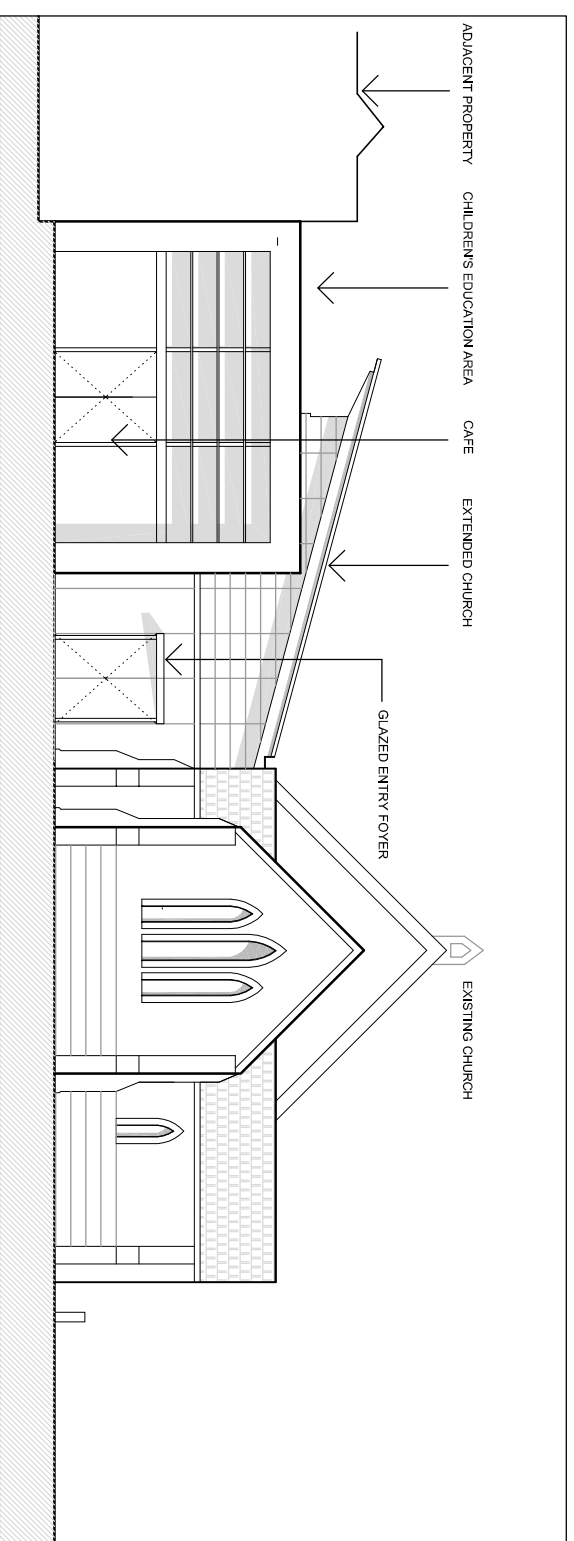 ADJACENT PROPERTY
CHILDREN'S EDUCATION AREA
CAFE
EXTENDED CHURCH
GLAZED ENTRY FOYER
EXISTING CHURCH